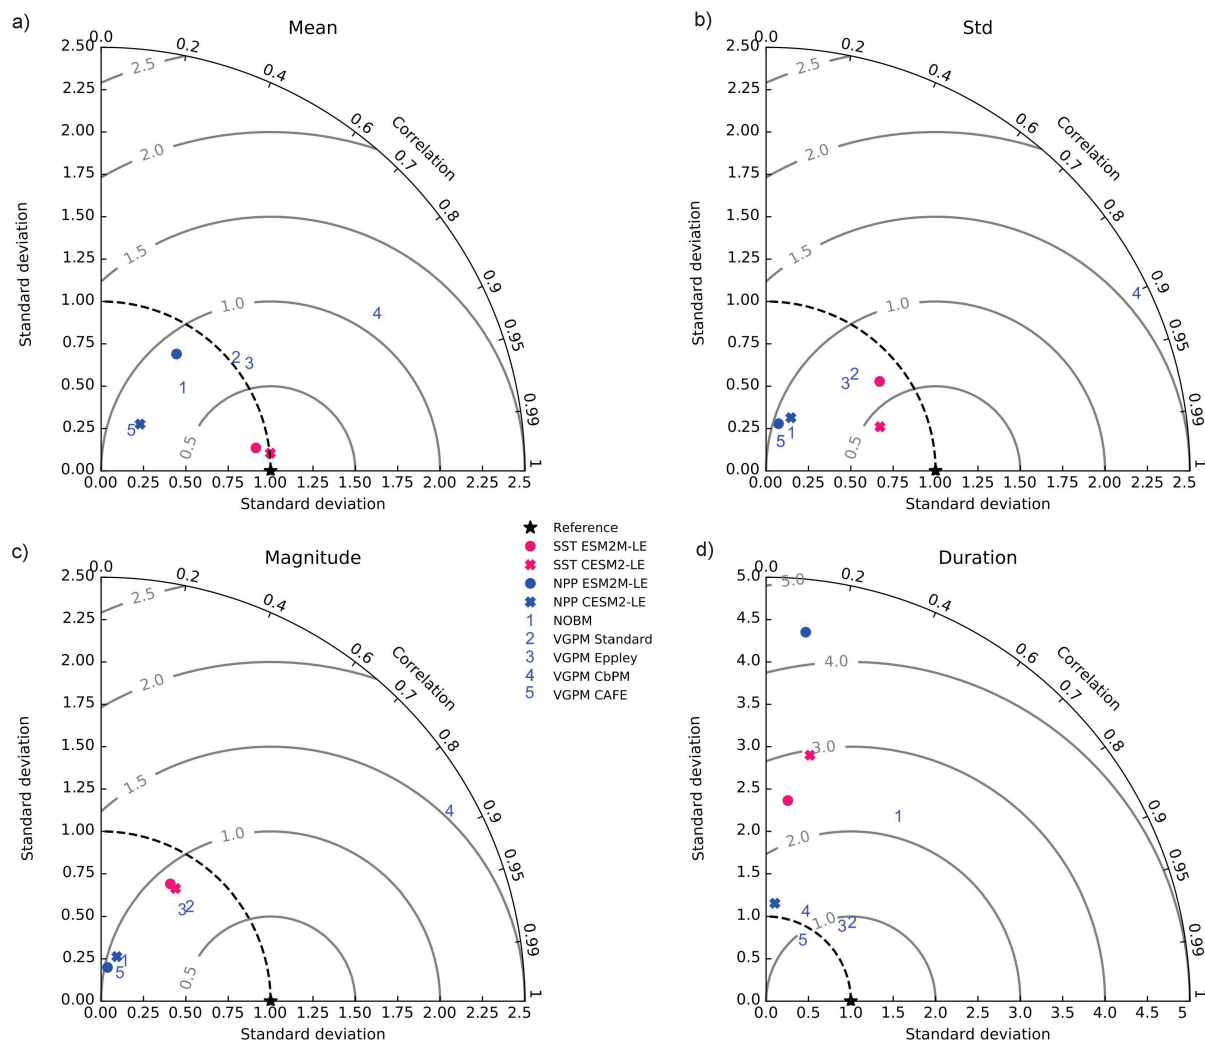 a)
Mean
2.50
2.25
2.00
1.75
1.50
1.25
1.00
0.75
0.50
0.25
0.00
0.00 0.25 0.50 0.75 1.0 1.25 1.50 1.75 2.0 2.25 2.5
Standard deviation
Standard deviation
0.0 0.2 0.4 0.6 0.7 0.8 0.9 0.95 0.99 1
Correlation
2.5
2.0
1.5
1.0
0.5
4
2
3
1
5
b)
Std
2.50
2.25
2.00
1.75
1.50
1.25
1.00
0.75
0.50
0.25
0.00
0.00 0.25 0.50 0.75 1.0 1.25 1.50 1.75 2.0 2.25 2.5
Standard deviation
Standard deviation
0.0 0.2 0.4 0.6 0.7 0.8 0.9 0.95 0.99 1
Correlation
2.5
2.0
1.5
1.0
0.5
4
2
3
1
5
Reference
SST ESM2M-LE
SST CESM2-LE
NPP ESM2M-LE
NPP CESM2-LE
1 NOBM
2 VGPM Standard
3 VGPM Eppley
4 VGPM CbPM
5 VGPM CAFE
c)
Magnitude
2.50
2.25
2.00
1.75
1.50
1.25
1.00
0.75
0.50
0.25
0.00
0.00 0.25 0.50 0.75 1.0 1.25 1.50 1.75 2.0 2.25 2.5
Standard deviation
Standard deviation
0.0 0.2 0.4 0.6 0.7 0.8 0.9 0.95 0.99 1
Correlation
2.5
2.0
1.5
1.0
0.5
4
3 2
1
5
d)
Duration
5.0
4.5
4.0
3.5
3.0
2.5
2.0
1.5
1.0
0.5
0.0
0.0 0.5 1.0 1.5 2.0 2.5 3.0 3.5 4.0 4.5 5
Standard deviation
Standard deviation
0.0 0.2 0.4 0.6 0.7 0.8 0.9 0.95 0.99 1
Correlation
5.0
4.0
3.0
2.0
1.0
1
4
3 2
5